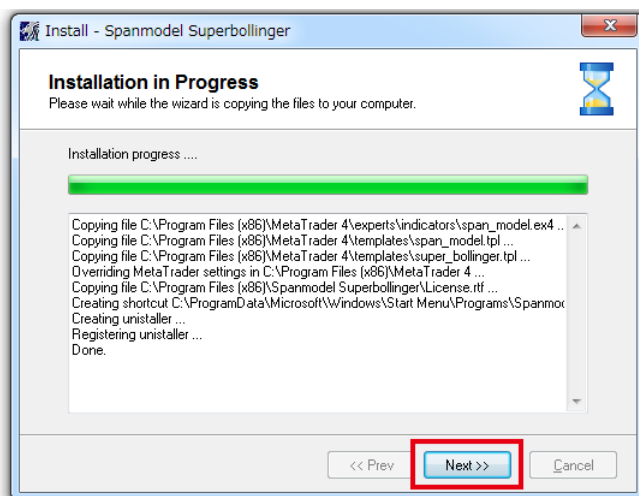 Install - Spanmodel Superbollinger
Installation in Progress
Please wait while the wizard is copying the files to your computer.
Installation progress ....
Copying file C:\Program Files (x86)\MetaTrader 4\experts\indicators\span_model.ex4 ..
Copying file C:\Program Files (x86)\MetaTrader 4\templates\span_model.tpl ...
Copying file C:\Program Files (x86)\MetaTrader 4\templates\super_bollinger.tpl ...
Overriding MetaTrader settings in C:\Program Files (x86)\MetaTrader 4 ...
Copying file C:\Program Files (x86)\Spanmodel Superbollinger\License.rtf ...
Creating shortcut C:\ProgramData\Microsoft\Windows\Start Menu\Programs\Spanmo
Creating unistaller ...
Registering unistaller ...
Done.
<< Prev
Next >>
Cancel